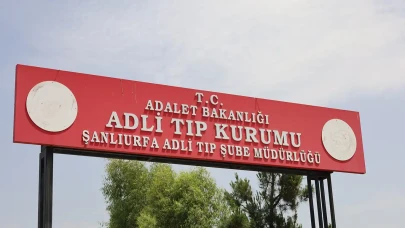 T.C.
ADALET BAKANLIĞI
ADLİ TIP KURUMU
ŞANLIURFA ADLİ TIP ŞUBE MÜDÜRLÜĞÜ